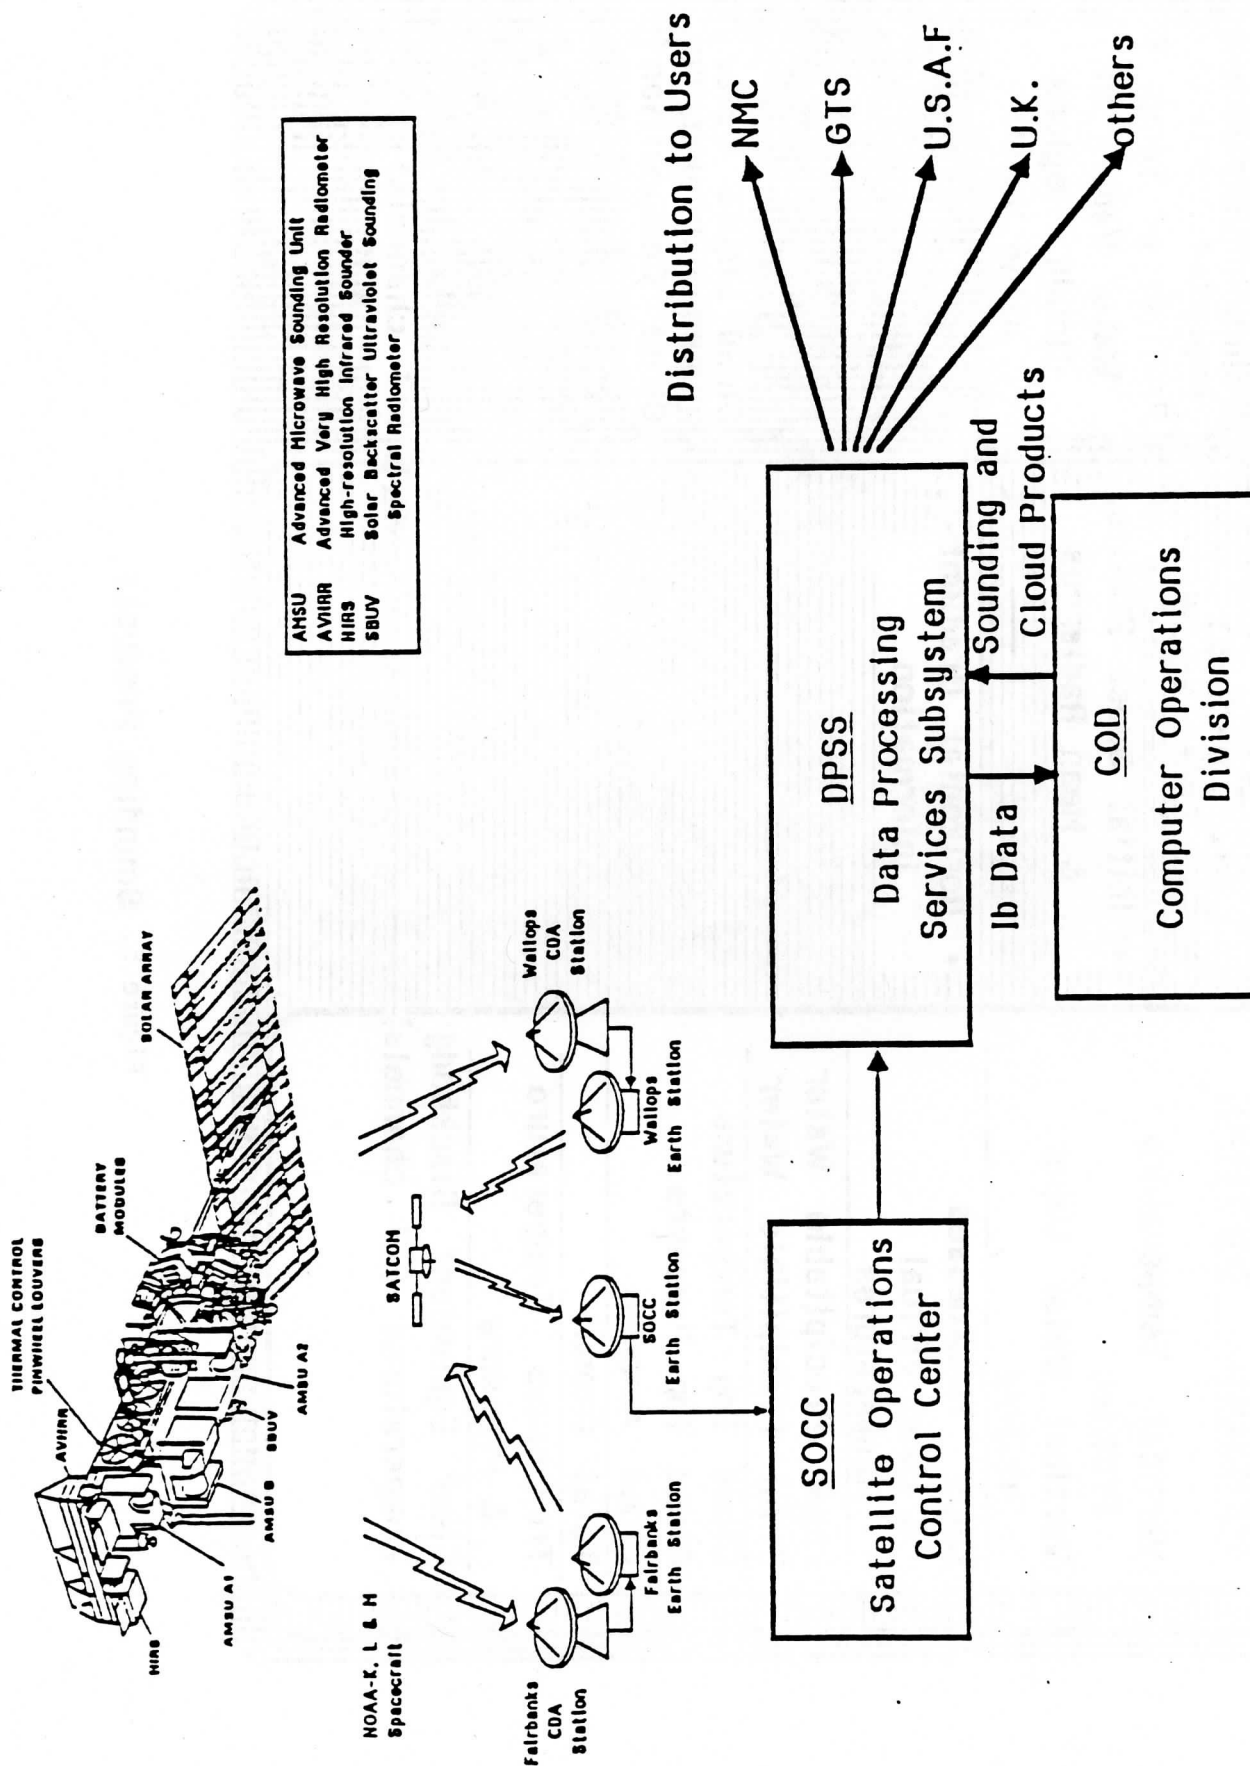 THERMAL CONTROL
PINWHEEL LOUVERS
BATTERY
MODULES
SOLAR ARRAY
AVHRR
HIRS
AMSU A1
AMSU B
SBUV
AMSU A2
AMSU Advanced Microwave Sounding Unit
AVHRR Advanced Very High Resolution Radiometer
HIRS High-resolution Infrared Sounder
SBUV Solar Backscatter Ultraviolet Sounding
Spectral Radiometer
NOAA-K, L & M
Spacecraft
SATCOM
Fairbanks
CDA
Station
Fairbanks
Earth Station
SOCC
Earth Station
Wallops
Earth Station
Wallops
CDA
Station
SOCC
Satellite Operations
Control Center
DPSS
Data Processing
Services Subsystem
Ib Data
Sounding and
Cloud Products
COD
Computer Operations
Division
Distribution to Users
NMC
GTS
U.S.A.F
U.K.
others